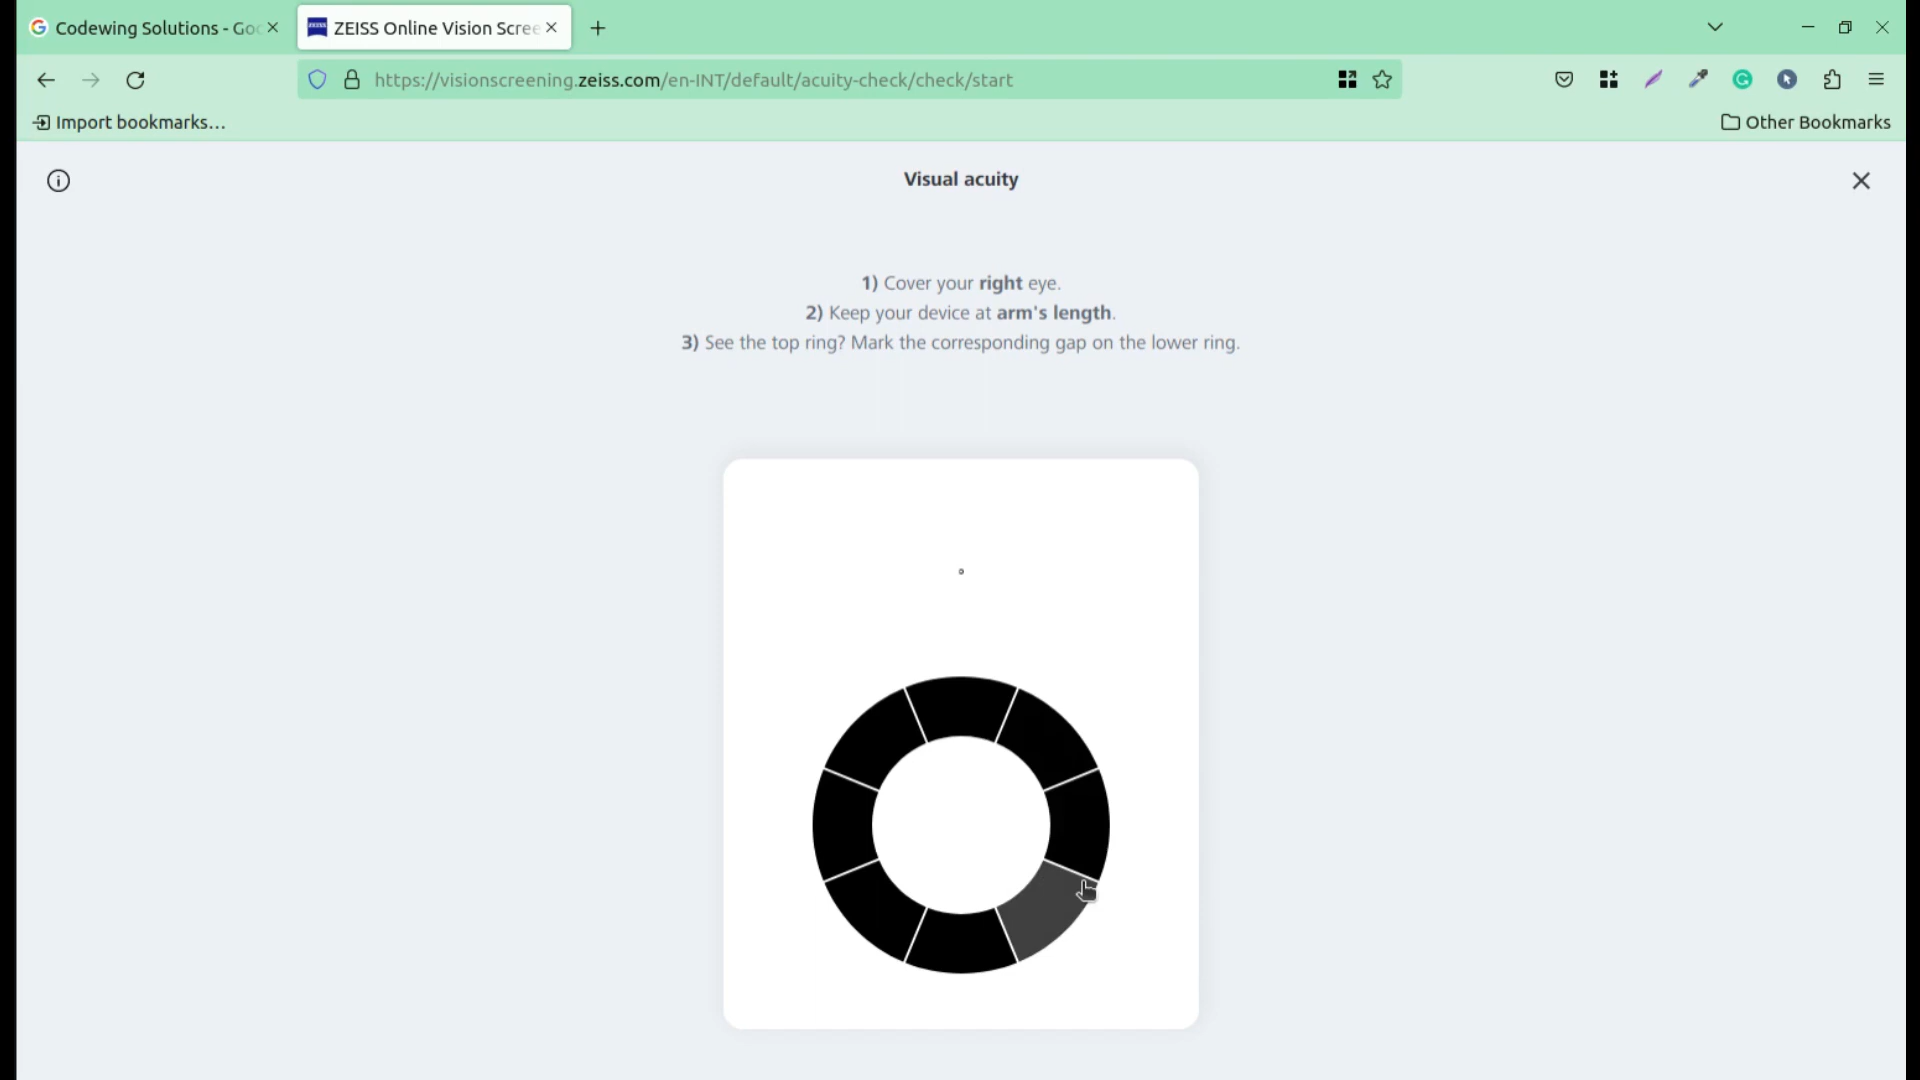 Codewing Solutions - Goo
ZEISS Online Vision Scree
https://visionscreening.zeiss.com/en-INT/default/acuity-check/check/start
Import bookmarks…
Other Bookmarks
Visual acuity
1) Cover your right eye.
2) Keep your device at arm's length.
3) See the top ring? Mark the corresponding gap on the lower ring.